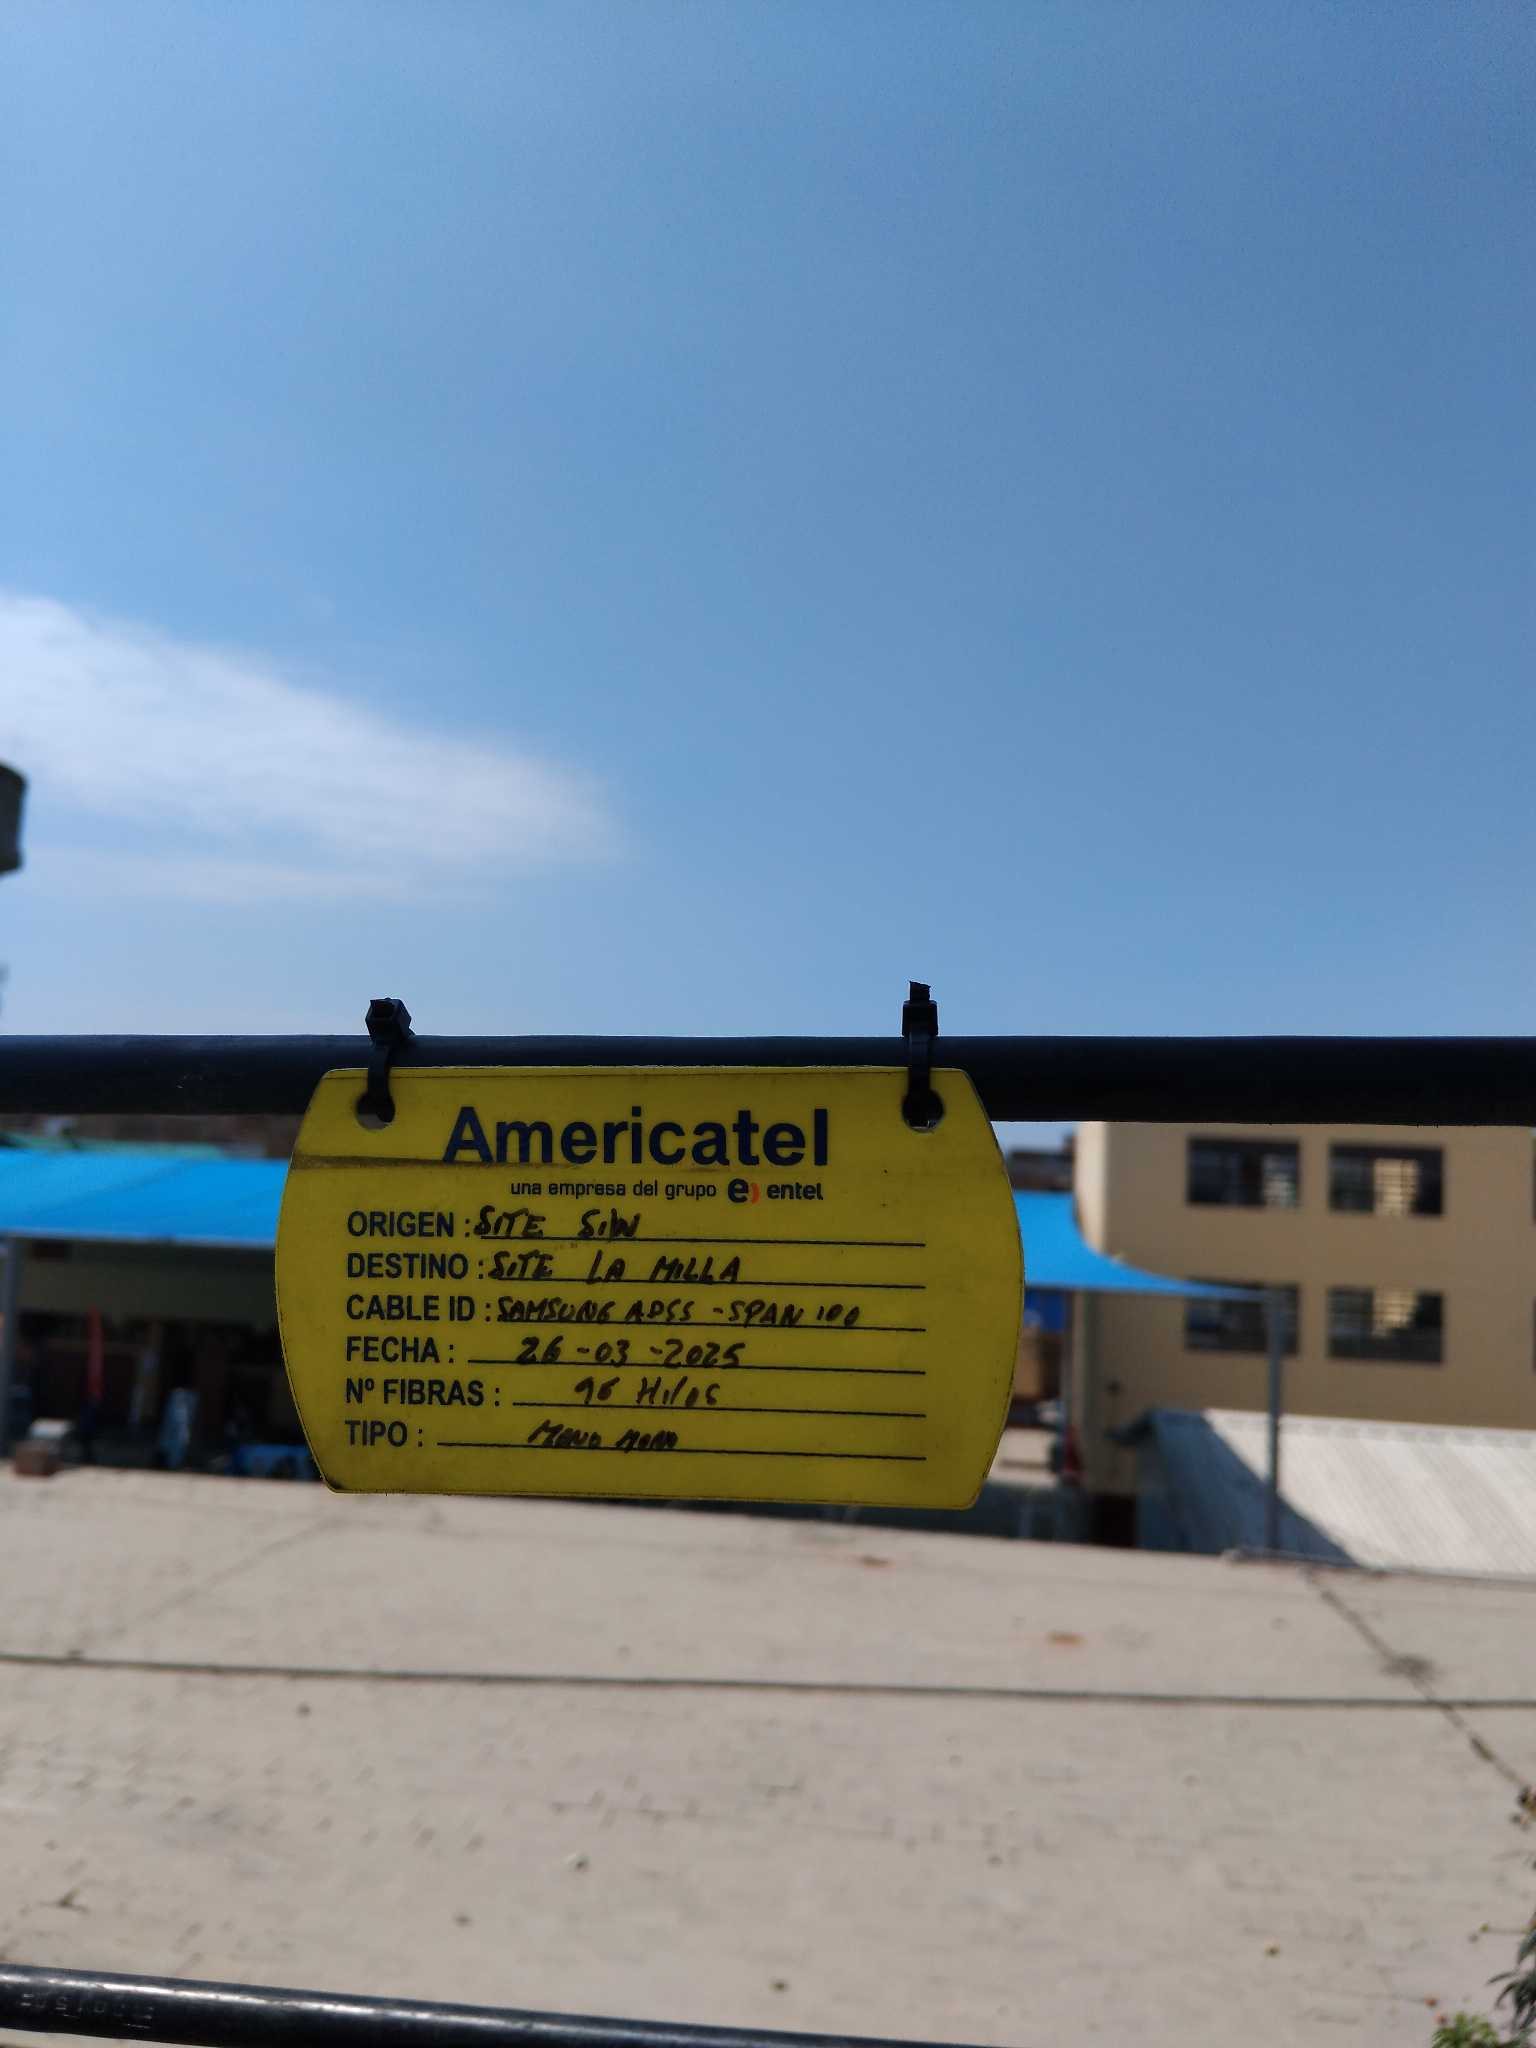 Americatel
una empresa del grupo e) entel
ORIGEN : SITE SIW
DESTINO : SITE LA MILLA
CABLE ID : SAMSUNG ADSS -SPAN 100
FECHA : 26-03-2025
Nº FIBRAS : 96 Hilos
TIPO : MONO